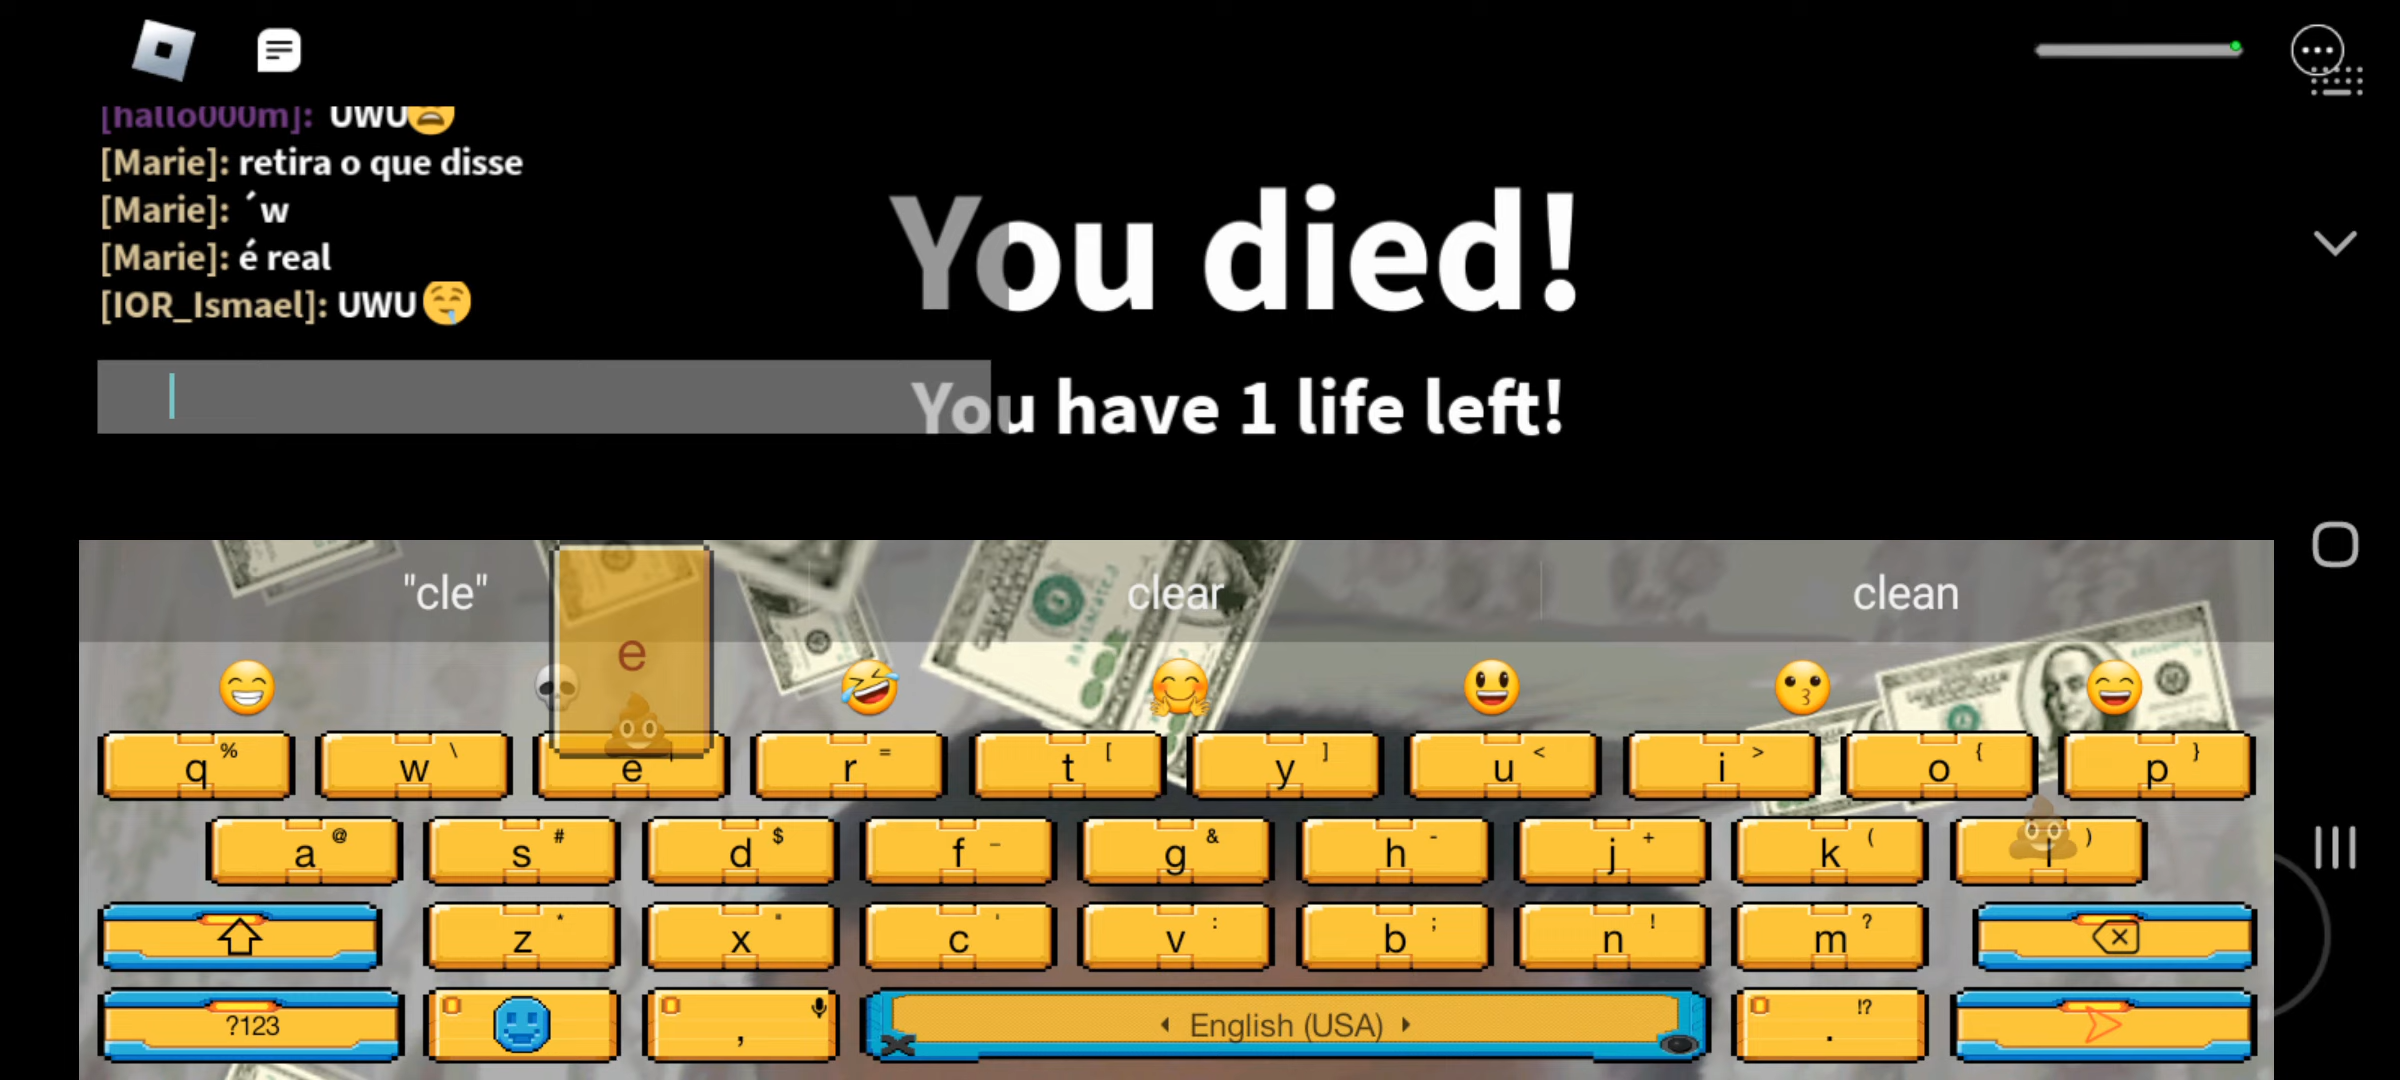 [hallo000m]: UWU😩
[Marie]: retira o que disse
[Marie]: ´w
[Marie]: é real
[IOR_Ismael]: UWU🤤
You died!
You have 1 life left!
"cle" clear clean
e
q % w \ e | r = t [ y ] u < i > o { p }
a @ s # d $ f _ g & h - j + k ( l )
z * x " c ' v : b ; n ! m ?
?123 , English (USA) . !?